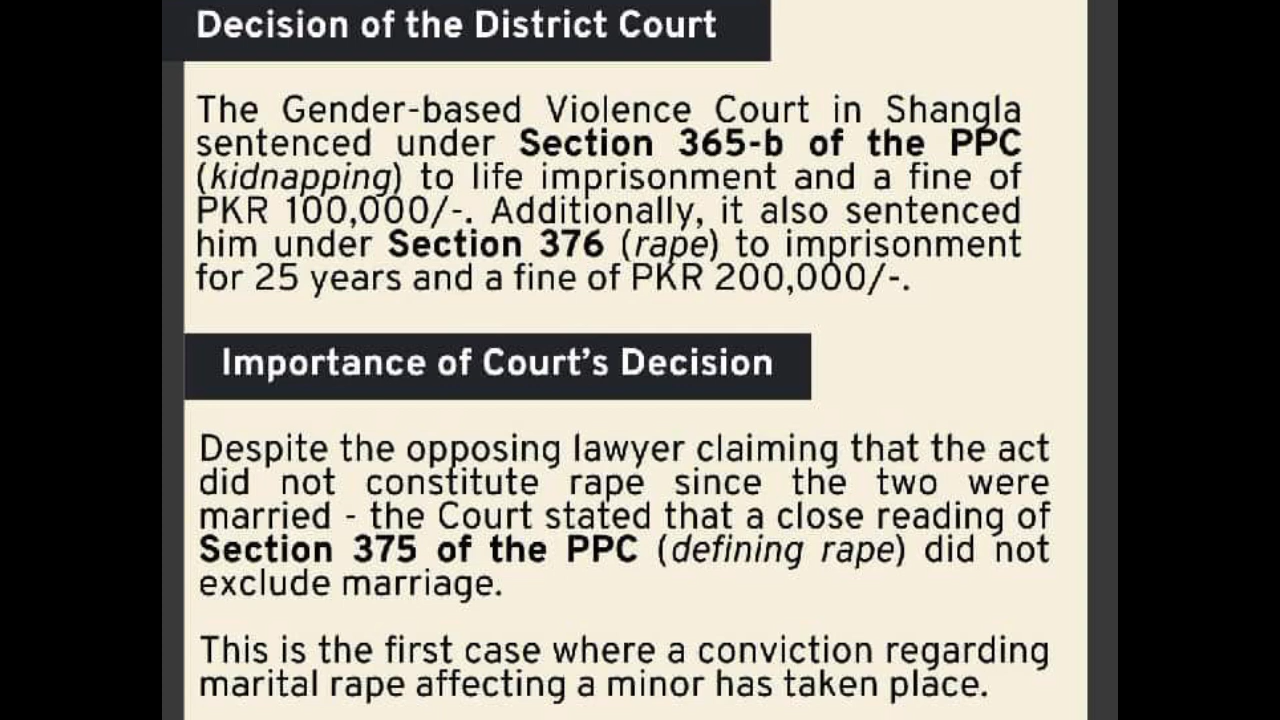 Decision of the District Court
The Gender-based Violence Court in Shangla
sentenced under Section 365-b of the PPC
(kidnapping) to life imprisonment and a fine of
PKR 100,000/-. Additionally, it also sentenced
him under Section 376 (rape) to imprisonment
for 25 years and a fine of PKR 200,000/-.
Importance of Court's Decision
Despite the opposing lawyer claiming that the act
did not constitute rape since the two were
married - the Court stated that a close reading of
Section 375 of the PPC (defining rape) did not
exclude marriage.
This is the first case where a conviction regarding
marital rape affecting a minor has taken place.